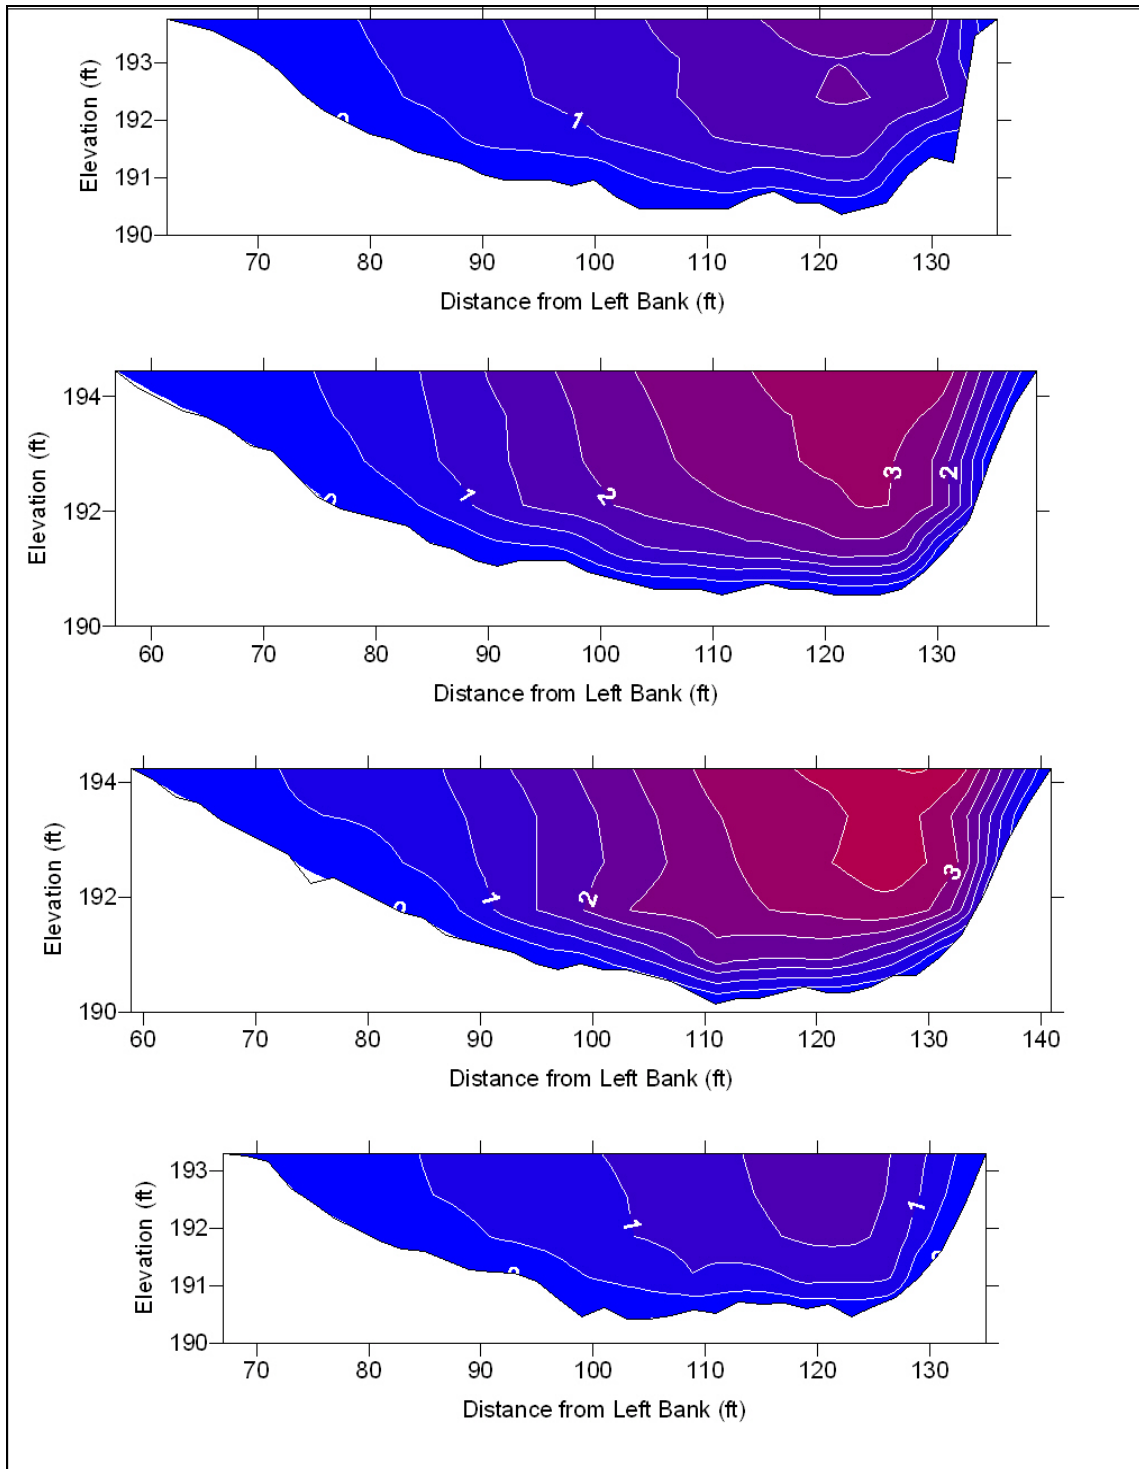 193
192
191
190
Elevation (ft)
1
70 80 90 100 110 120 130
Distance from Left Bank (ft)
194
192
190
Elevation (ft)
1
2
3
2
60 70 80 90 100 110 120 130
Distance from Left Bank (ft)
194
192
190
Elevation (ft)
1
2
3
60 70 80 90 100 110 120 130 140
Distance from Left Bank (ft)
193
192
191
190
Elevation (ft)
1
1
70 80 90 100 110 120 130
Distance from Left Bank (ft)